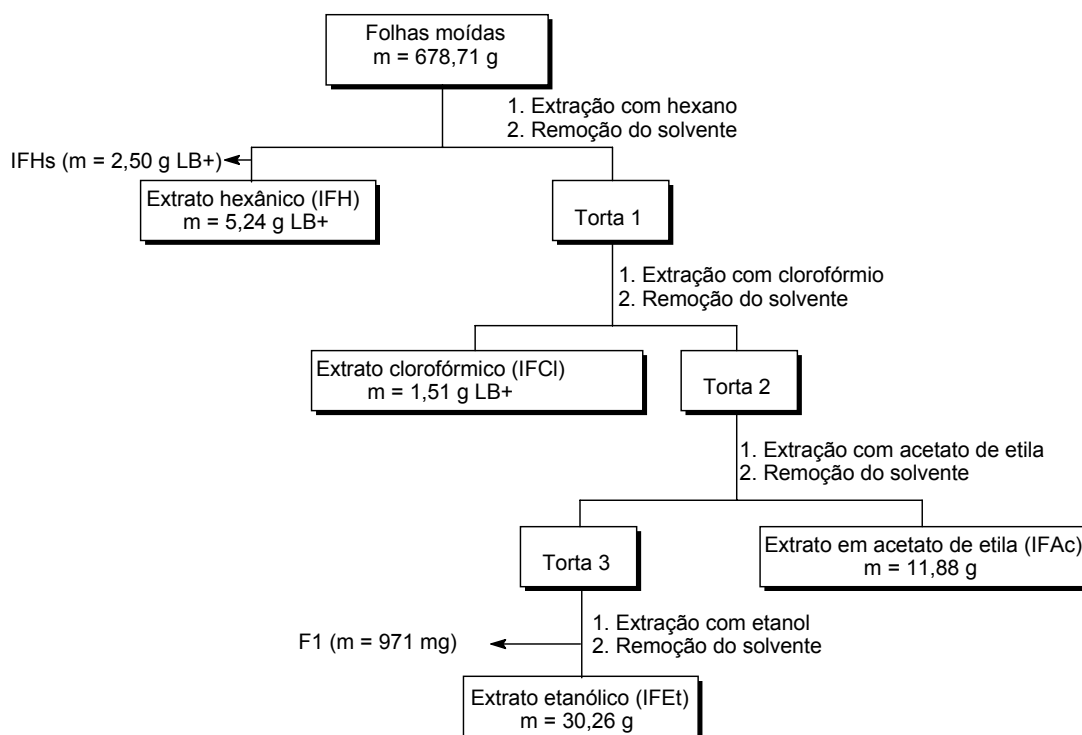 Folhas moídas
m = 678,71 g
1. Extração com hexano
2. Remoção do solvente
IFHs (m = 2,50 g LB+)
Extrato hexânico (IFH)
m = 5,24 g LB+
Torta 1
1. Extração com clorofórmio
2. Remoção do solvente
Extrato clorofórmico (IFCl)
m = 1,51 g LB+
Torta 2
1. Extração com acetato de etila
2. Remoção do solvente
Torta 3
Extrato em acetato de etila (IFAc)
m = 11,88 g
1. Extração com etanol
2. Remoção do solvente
F1 (m = 971 mg)
Extrato etanólico (IFEt)
m = 30,26 g